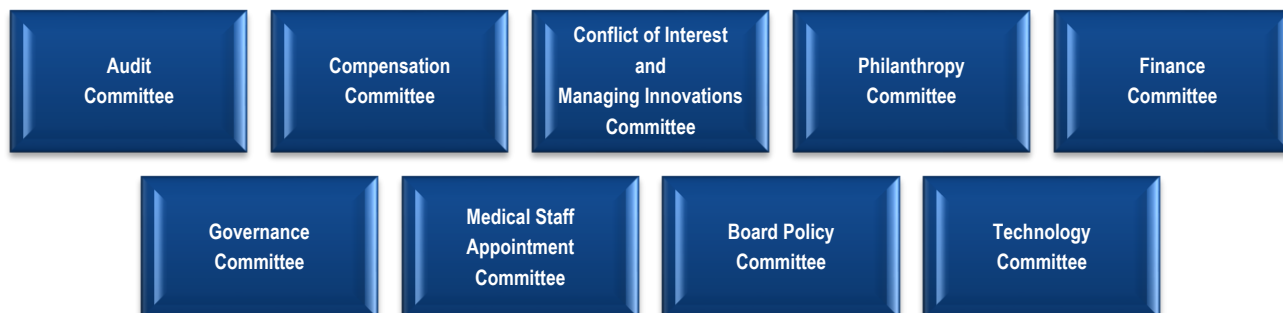 Audit
Committee
Compensation
Committee
Conflict of Interest
and
Managing Innovations
Committee
Philanthropy
Committee
Finance
Committee
Governance
Committee
Medical Staff
Appointment
Committee
Board Policy
Committee
Technology
Committee